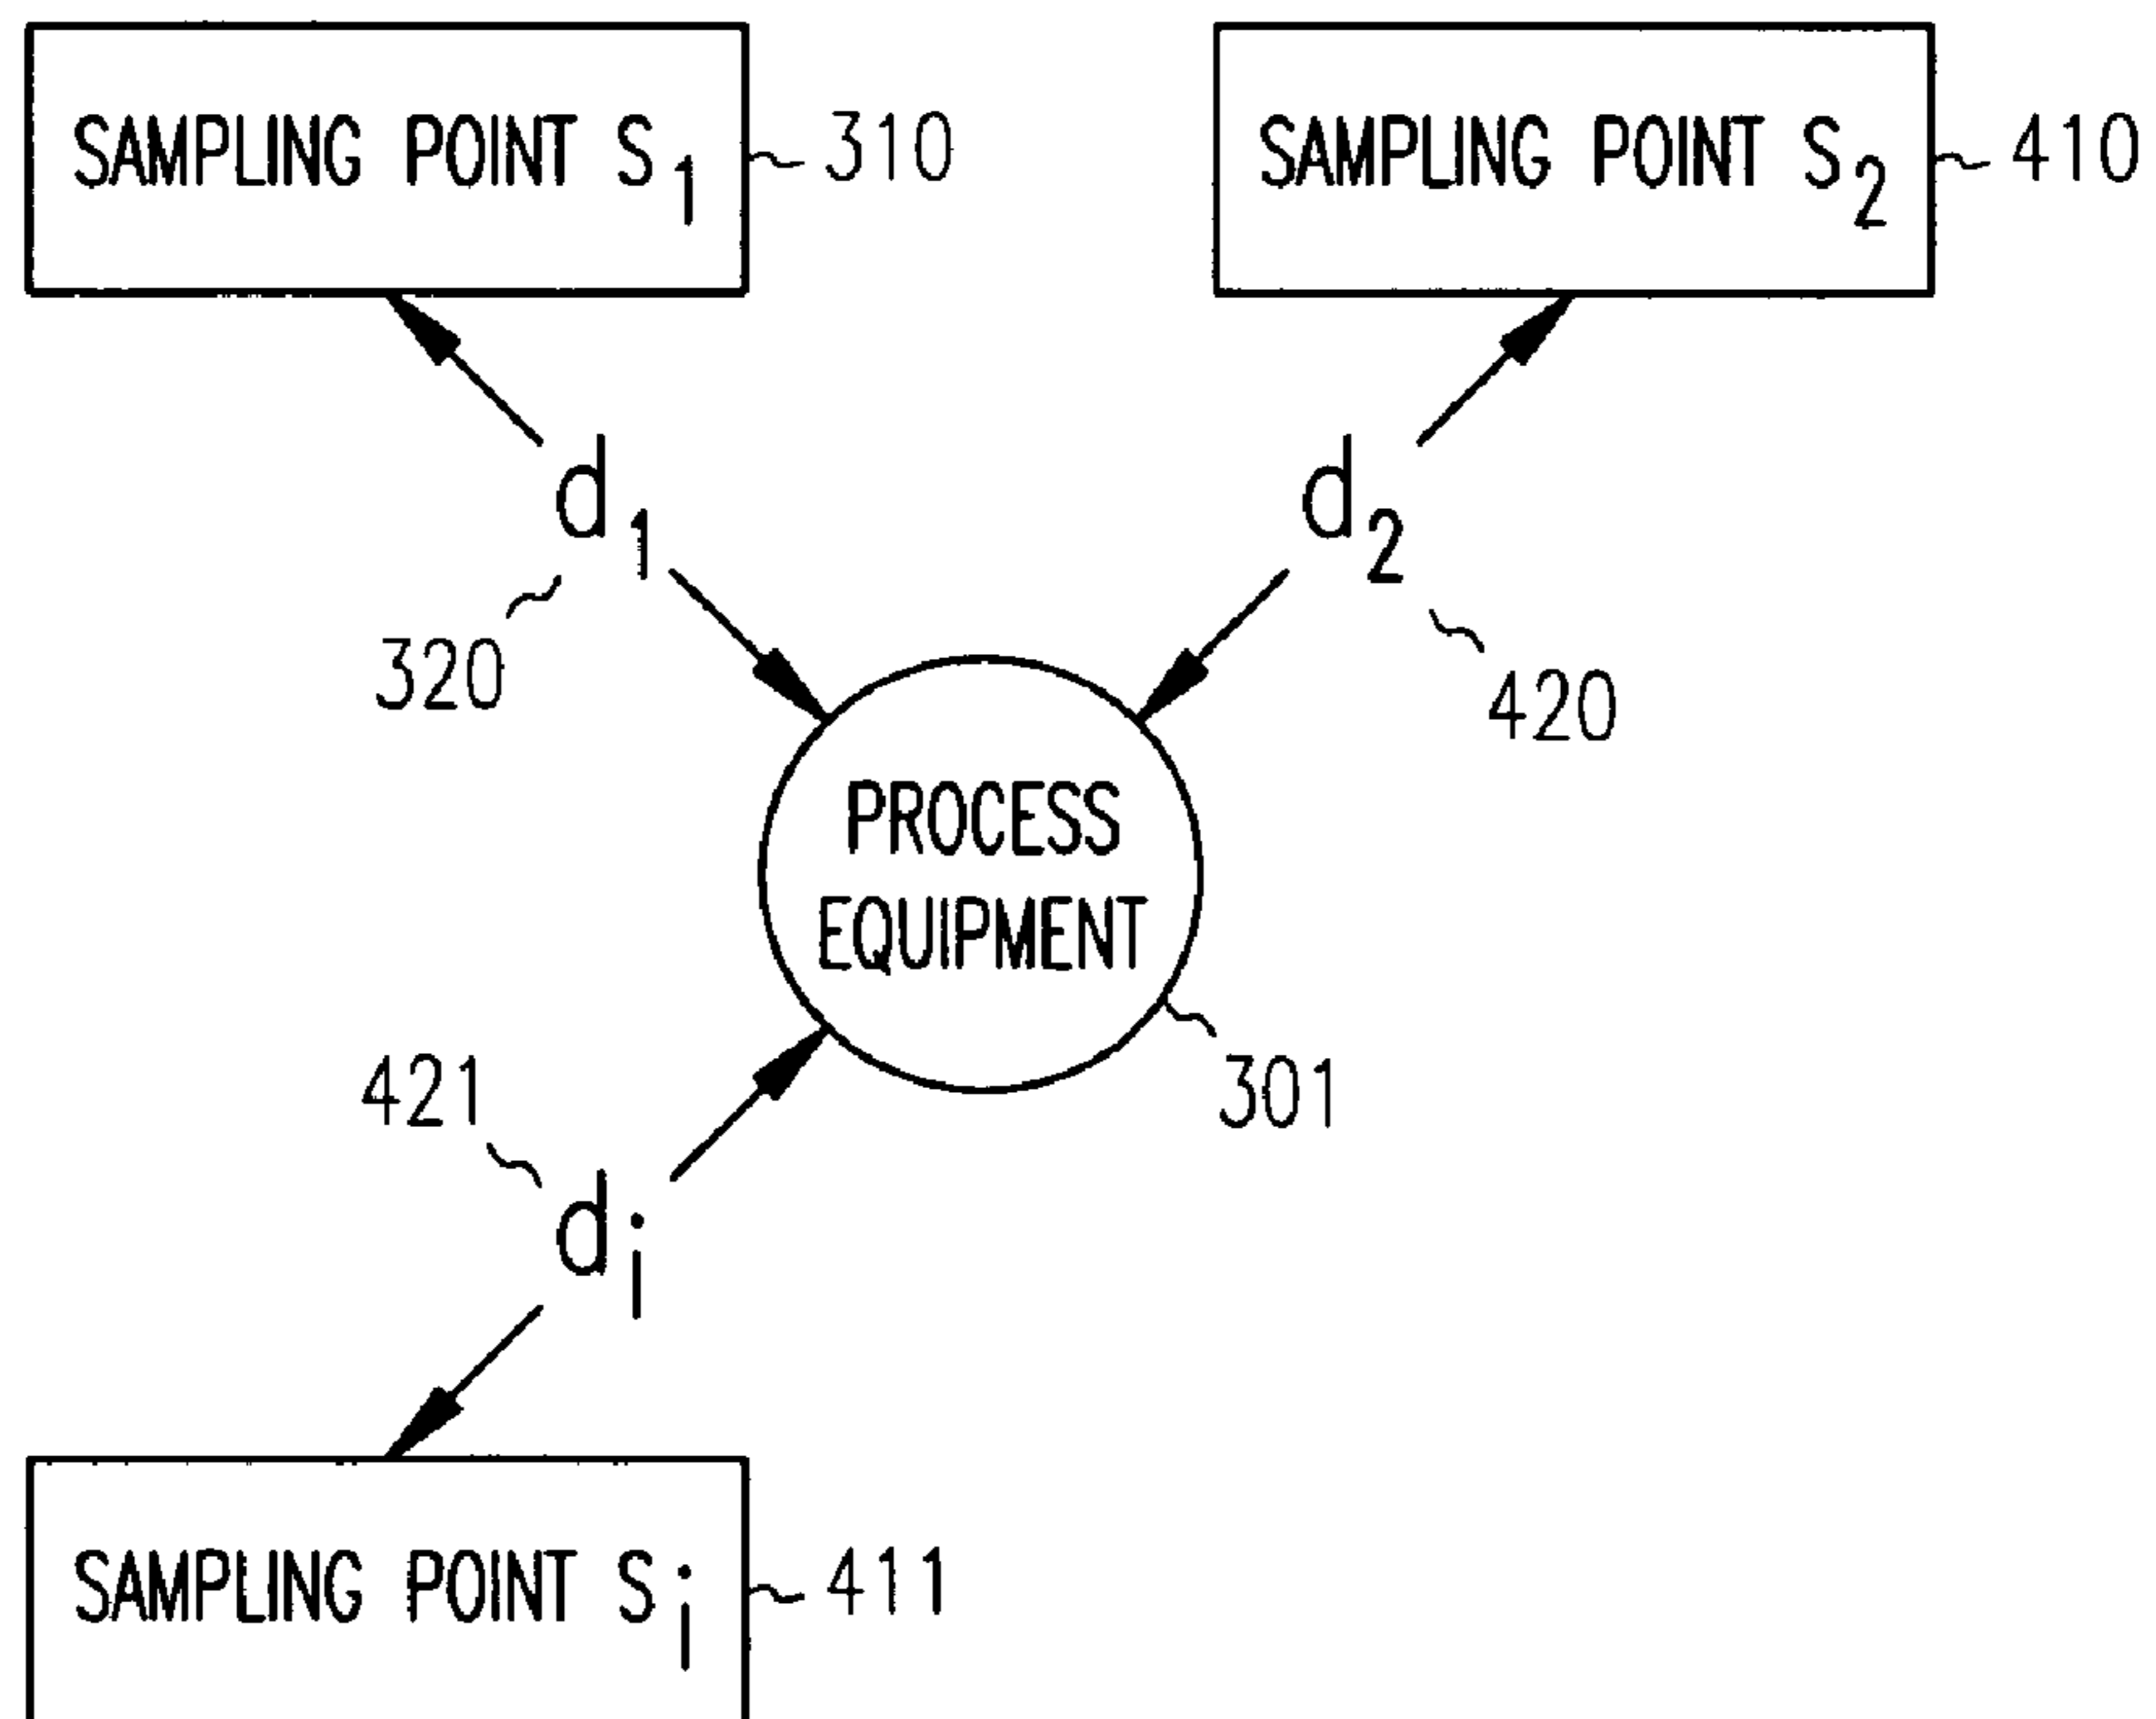 SAMPLING POINT S₁
310
SAMPLING POINT S₂
410
d₁
d₂
320
420
PROCESS
EQUIPMENT
421
301
dᵢ
SAMPLING POINT Sᵢ
411